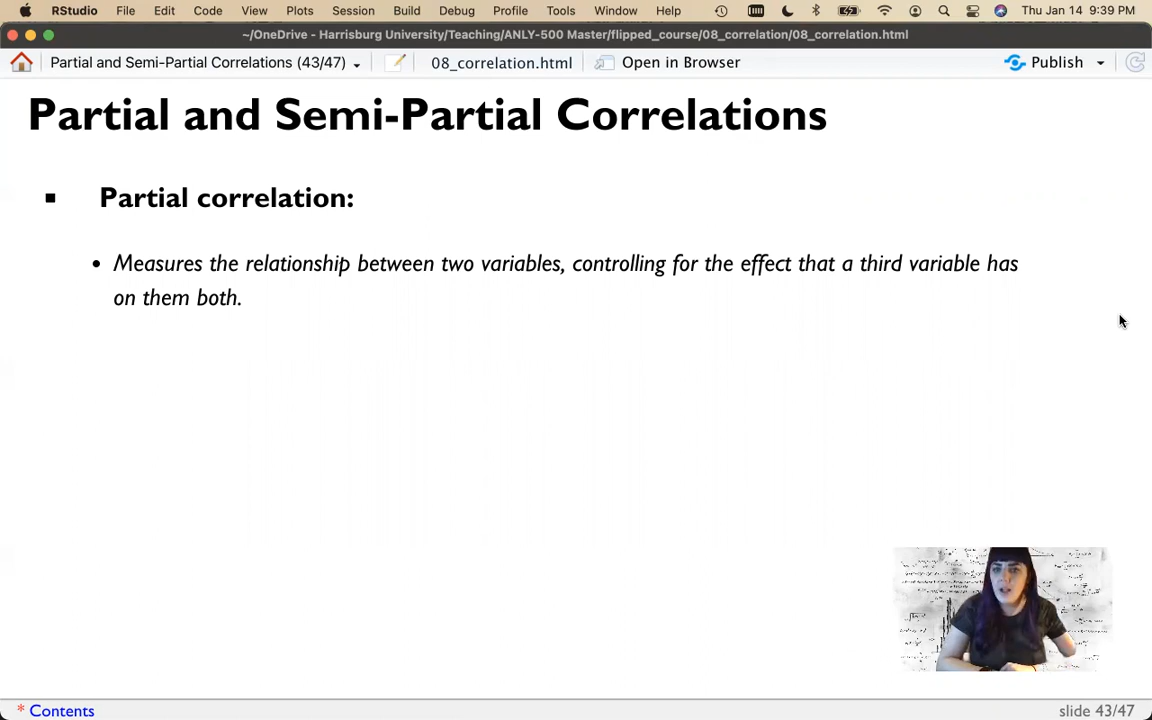 RStudio File Edit Code View Plots Session Build Debug Profile Tools Window Help Thu Jan 14 9:39 PM
~/OneDrive - Harrisburg University/Teaching/ANLY-500 Master/flipped_course/08_correlation/08_correlation.html
Partial and Semi-Partial Correlations (43/47) 08_correlation.html Open in Browser Publish
Partial and Semi-Partial Correlations
Partial correlation:
Measures the relationship between two variables, controlling for the effect that a third variable has
on them both.
* Contents slide 43/47